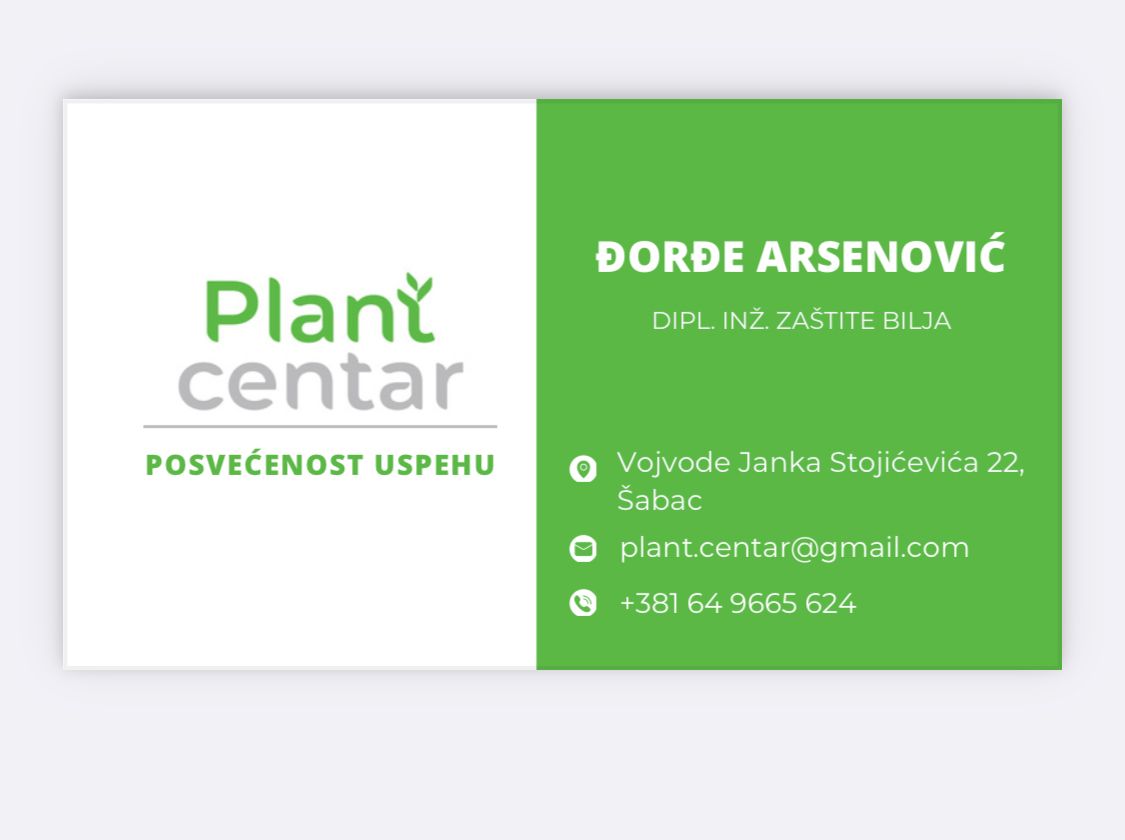 Plant
centar
POSVEĆENOST USPEHU
ĐORĐE ARSENOVIĆ
DIPL. INŽ. ZAŠTITE BILJA
Vojvode Janka Stojićevića 22,
Šabac
plant.centar@gmail.com
+381 64 9665 624